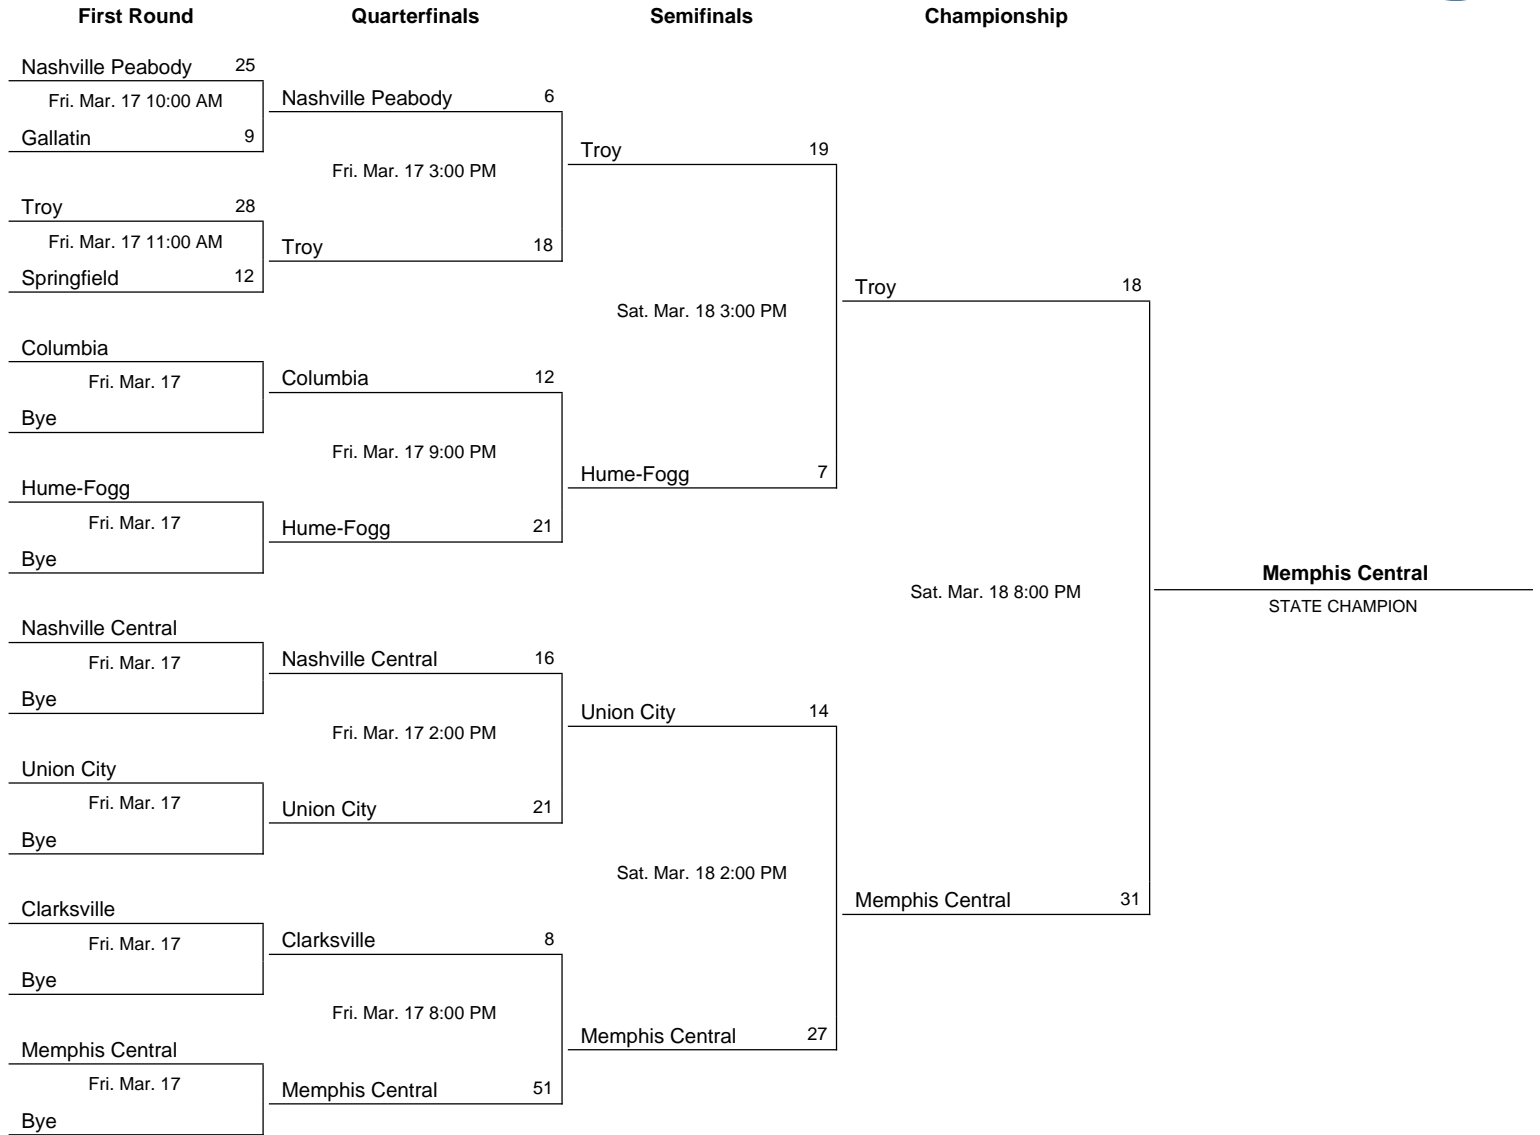 First Round Quarterfinals Semifinals Championship
Nashville Peabody 25
Fri. Mar. 17 10:00 AM
Gallatin 9
Troy 28
Fri. Mar. 17 11:00 AM
Springfield 12
Columbia
Fri. Mar. 17
Bye
Hume-Fogg
Fri. Mar. 17
Bye
Nashville Central
Fri. Mar. 17
Bye
Union City
Fri. Mar. 17
Bye
Clarksville
Fri. Mar. 17
Bye
Memphis Central
Fri. Mar. 17
Bye
Nashville Peabody 6
Fri. Mar. 17 3:00 PM
Troy 18
Columbia 12
Fri. Mar. 17 9:00 PM
Hume-Fogg 21
Nashville Central 16
Fri. Mar. 17 2:00 PM
Union City 21
Clarksville 8
Fri. Mar. 17 8:00 PM
Memphis Central 51
Troy 19
Sat. Mar. 18 3:00 PM
Hume-Fogg 7
Union City 14
Sat. Mar. 18 2:00 PM
Memphis Central 27
Troy 18
Sat. Mar. 18 8:00 PM
Memphis Central 31
Memphis Central
STATE CHAMPION